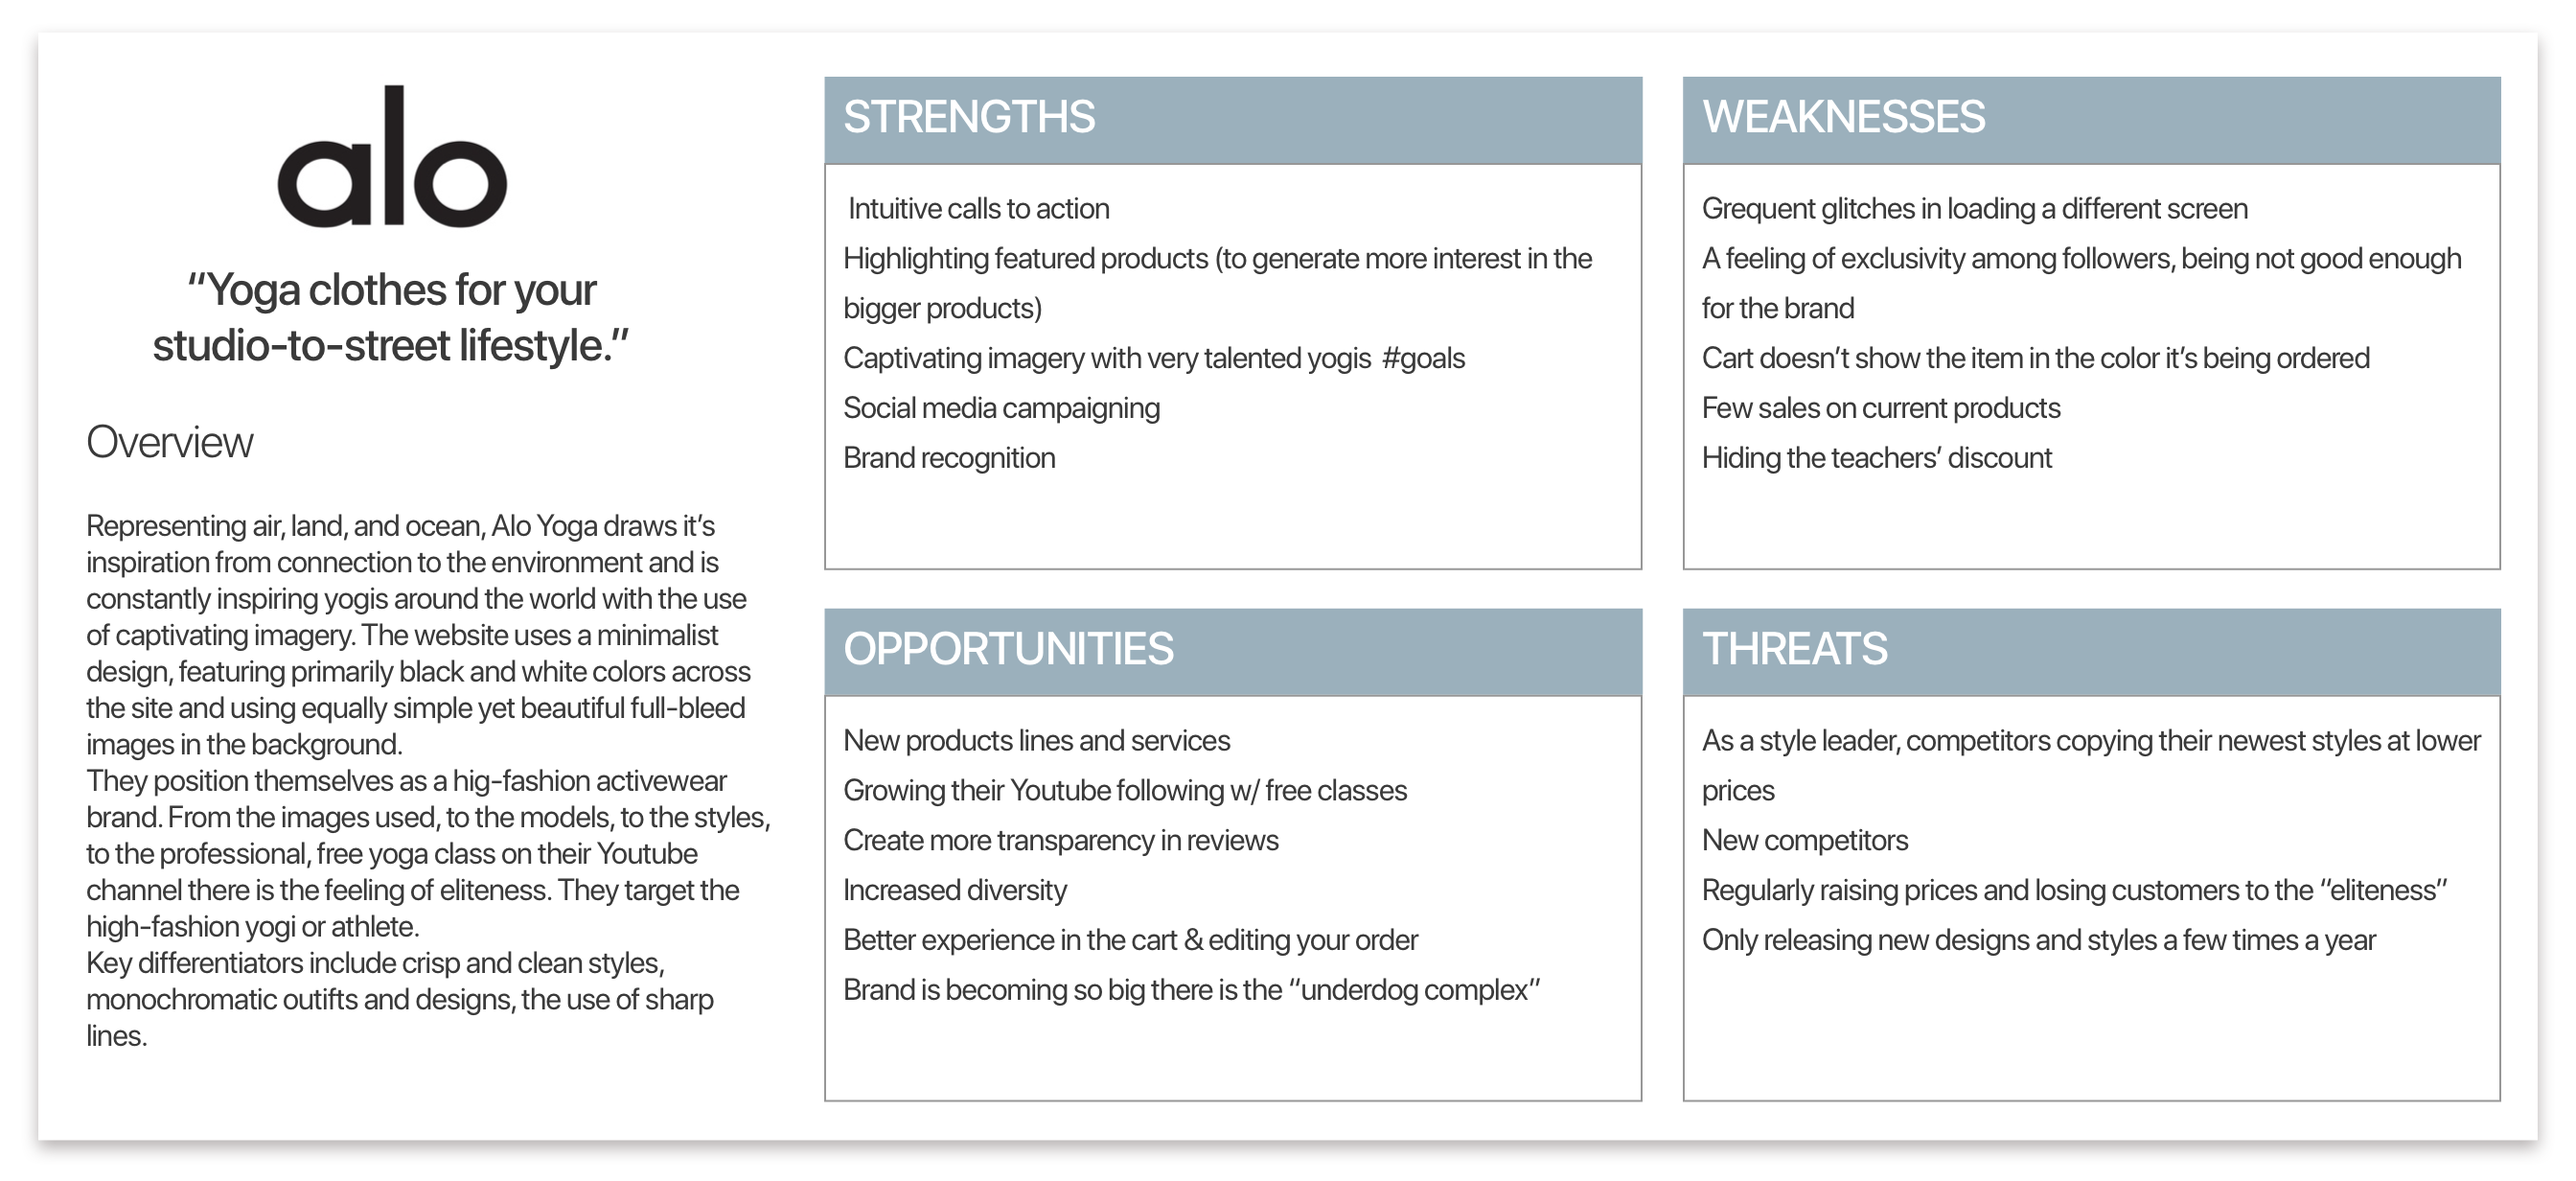 alo
“Yoga clothes for your
studio-to-street lifestyle.”
Overview
Representing air, land, and ocean, Alo Yoga draws it’s
inspiration from connection to the environment and is
constantly inspiring yogis around the world with the use
of captivating imagery. The website uses a minimalist
design, featuring primarily black and white colors across
the site and using equally simple yet beautiful full-bleed
images in the background.
They position themselves as a hig-fashion activewear
brand. From the images used, to the models, to the styles,
to the professional, free yoga class on their Youtube
channel there is the feeling of eliteness. They target the
high-fashion yogi or athlete.
Key differentiators include crisp and clean styles,
monochromatic outifts and designs, the use of sharp
lines.
STRENGTHS
Intuitive calls to action
Highlighting featured products (to generate more interest in the
bigger products)
Captivating imagery with very talented yogis  #goals
Social media campaigning
Brand recognition
WEAKNESSES
Grequent glitches in loading a different screen
A feeling of exclusivity among followers, being not good enough
for the brand
Cart doesn’t show the item in the color it’s being ordered
Few sales on current products
Hiding the teachers’ discount
OPPORTUNITIES
New products lines and services
Growing their Youtube following w/ free classes
Create more transparency in reviews
Increased diversity
Better experience in the cart & editing your order
Brand is becoming so big there is the “underdog complex”
THREATS
As a style leader, competitors copying their newest styles at lower
prices
New competitors
Regularly raising prices and losing customers to the “eliteness”
Only releasing new designs and styles a few times a year